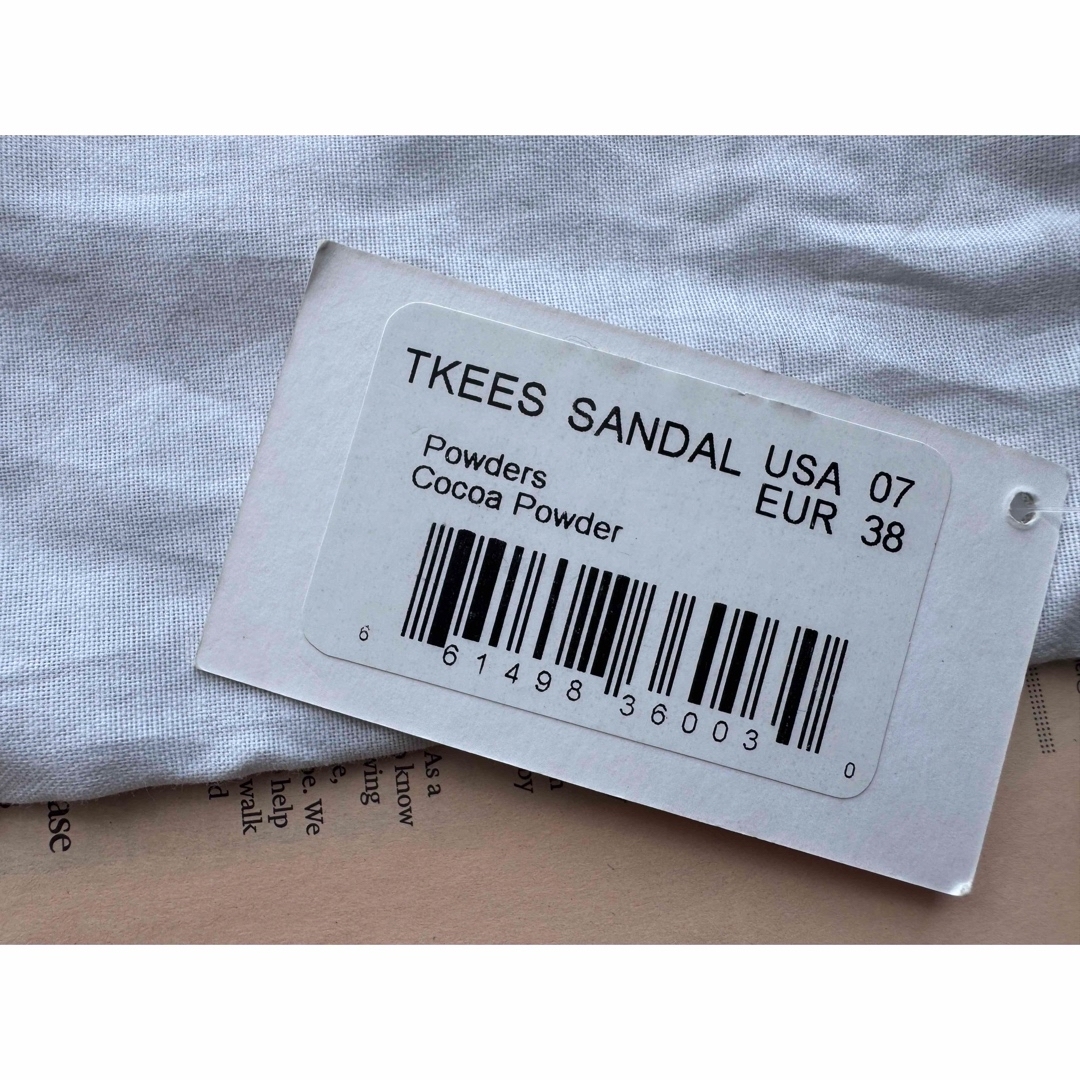 TKEES SANDAL USA 07
EUR 38
Powders
Cocoa Powder
6 61498 36003 0
As a
know
ving
e,
be. We
help
walk
ase